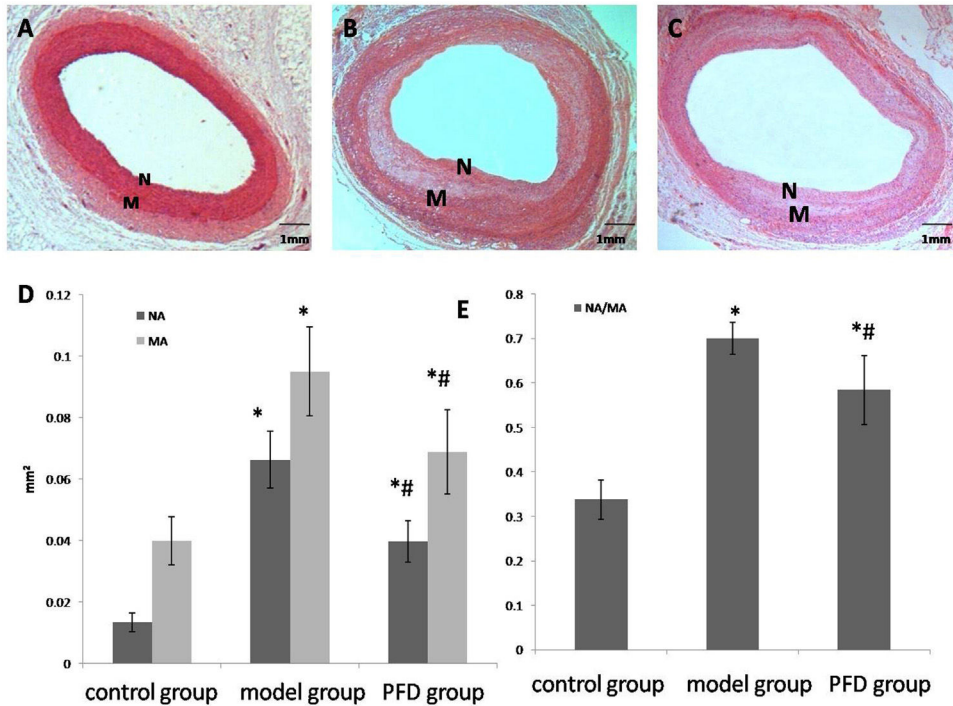 A
N
M
1mm
B
N
M
1mm
C
N
M
1mm
D
0.12
0.1
0.08
0.06
0.04
0.02
0
mm²
NA
MA
*
*
*#
*#
control group model group PFD group
E
0.8
0.7
0.6
0.5
0.4
0.3
0.2
0.1
0
NA/MA
*
*#
control group model group PFD group